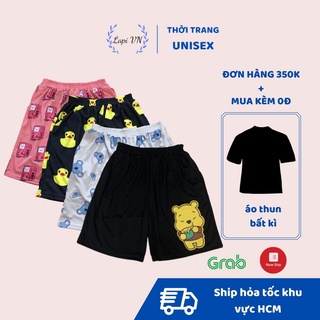 Lapi VN
THỜI TRANG
UNISEX
ĐƠN HÀNG 350K
+
MUA KÈM 0Đ
áo thun
bất kì
Grab
Now Ship
Ship hỏa tốc khu
vực HCM